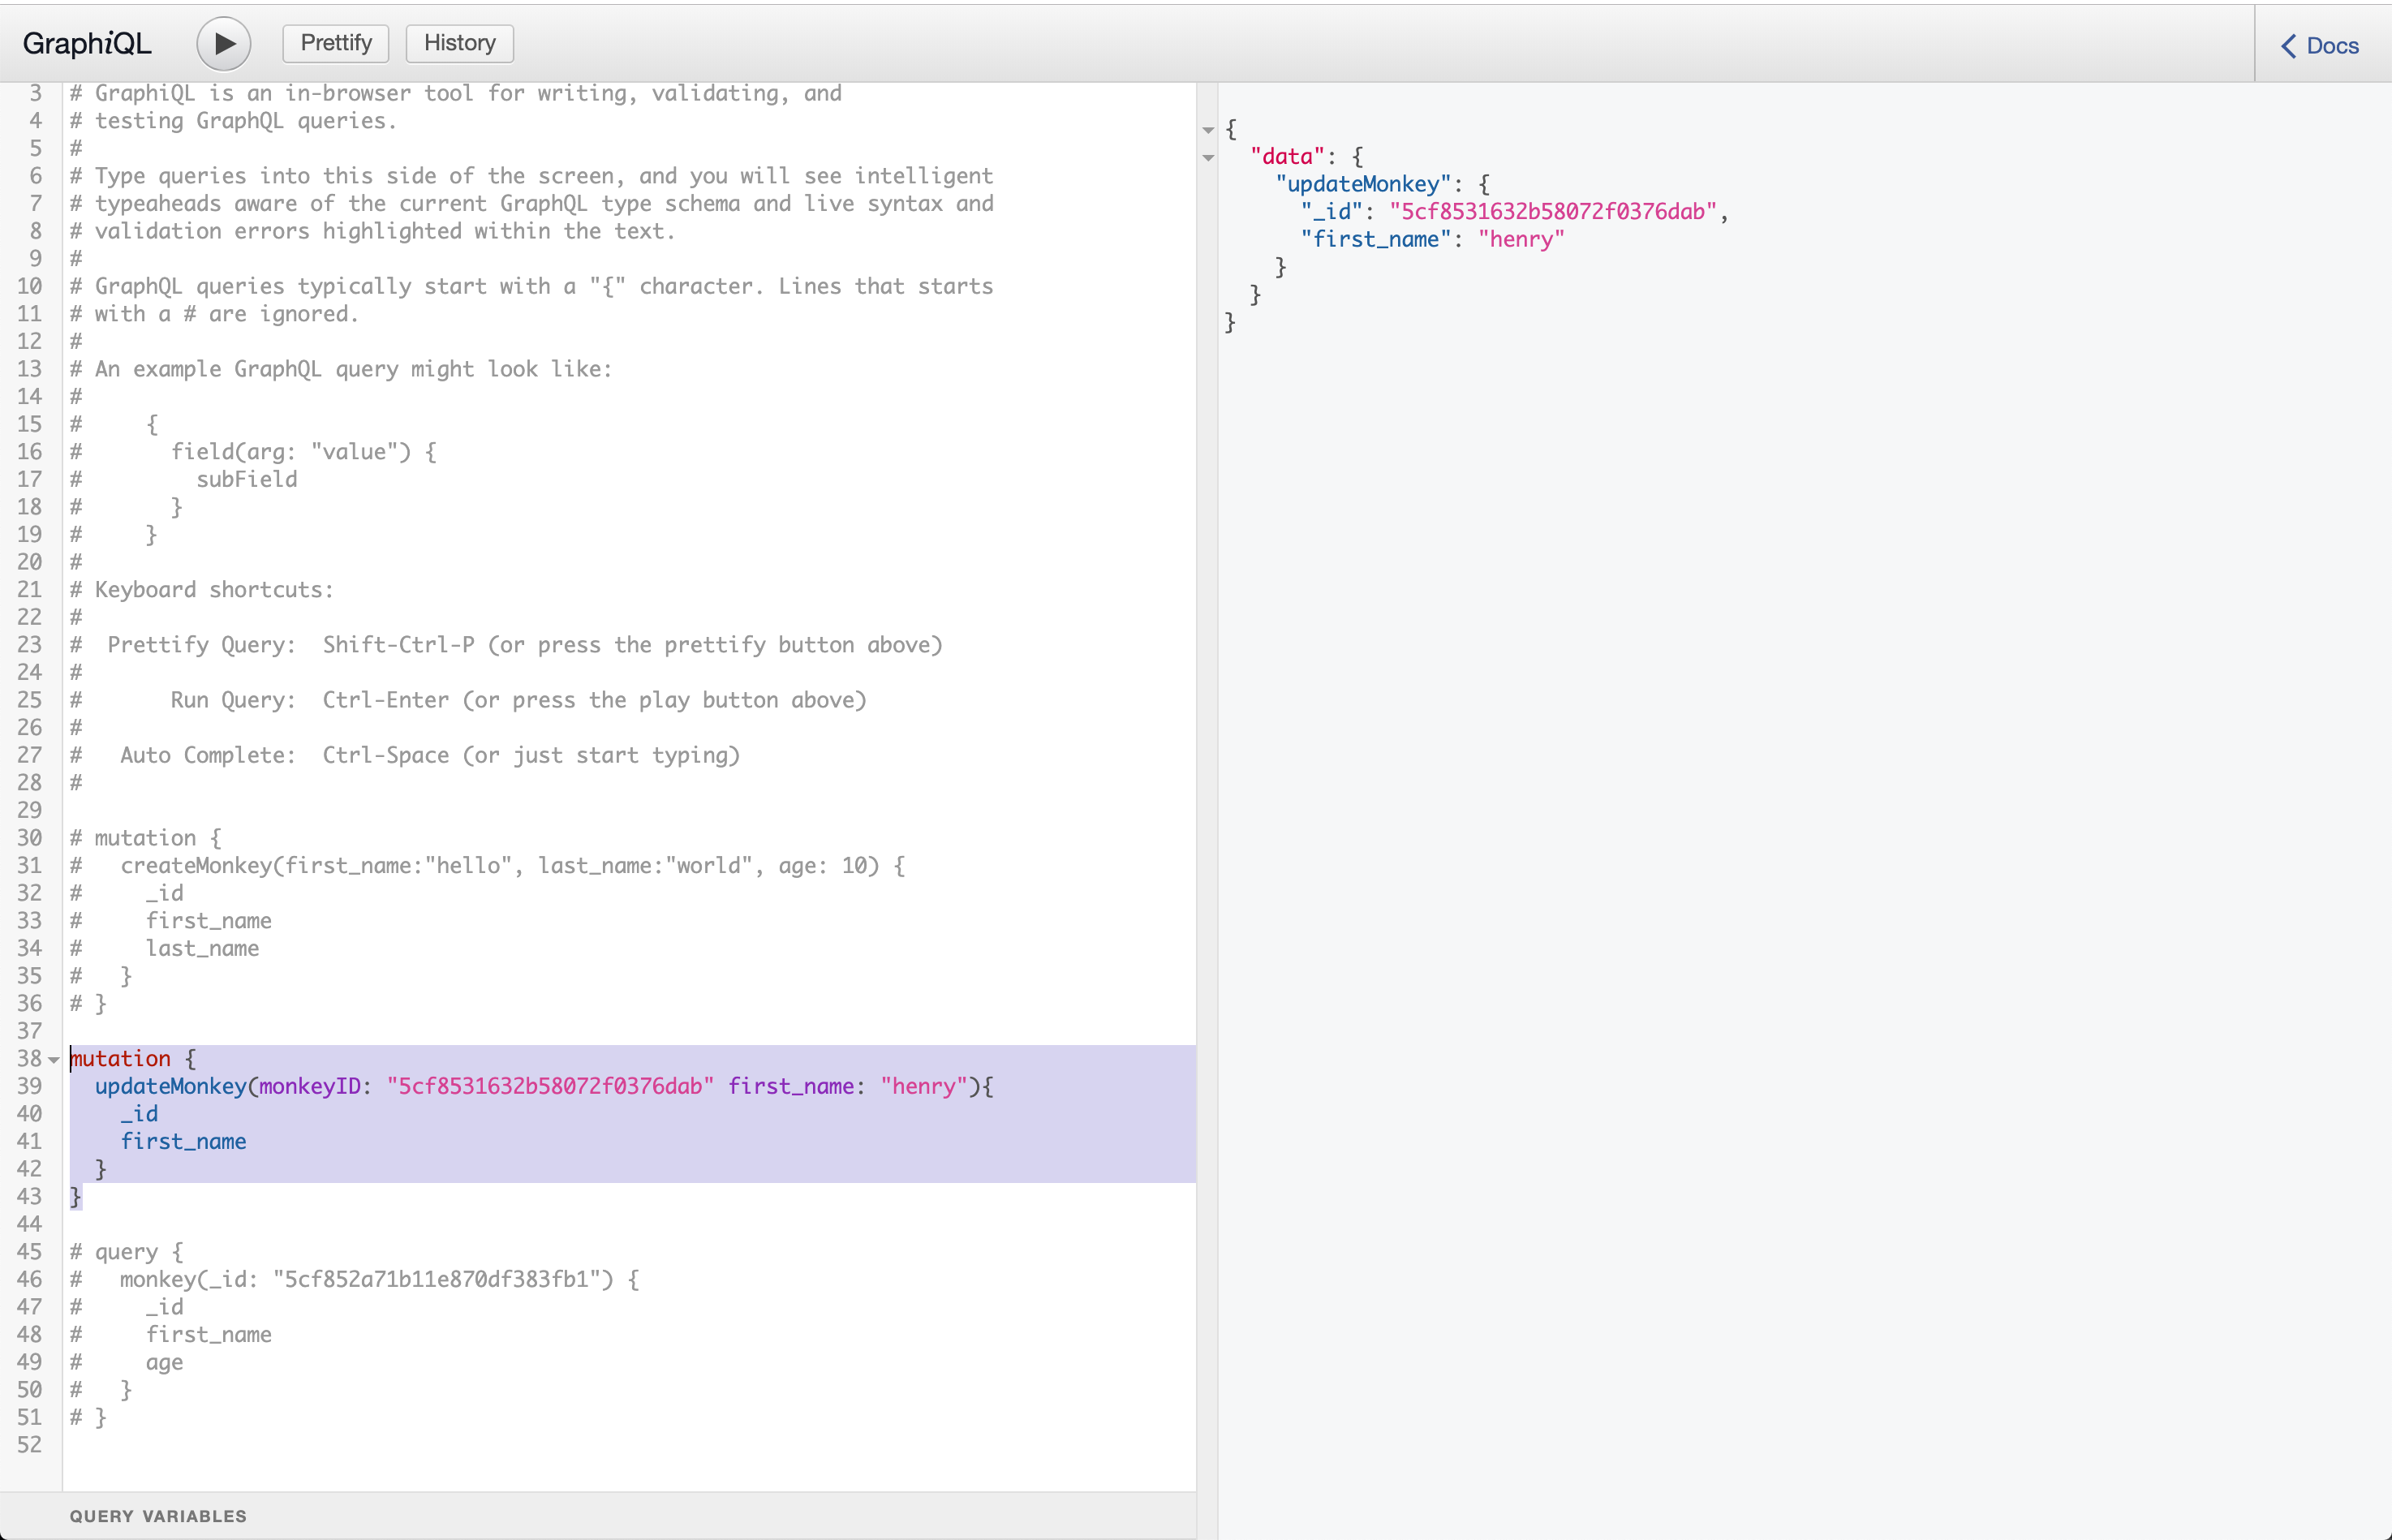 GraphiQL Prettify History Docs
3 # GraphiQL is an in-browser tool for writing, validating, and
4 # testing GraphQL queries.
5 #
6 # Type queries into this side of the screen, and you will see intelligent
7 # typeaheads aware of the current GraphQL type schema and live syntax and
8 # validation errors highlighted within the text.
9 #
10 # GraphQL queries typically start with a "{" character. Lines that starts
11 # with a # are ignored.
12 #
13 # An example GraphQL query might look like:
14 #
15 #     {
16 #       field(arg: "value") {
17 #         subField
18 #       }
19 #     }
20 #
21 # Keyboard shortcuts:
22 #
23 #  Prettify Query:  Shift-Ctrl-P (or press the prettify button above)
24 #
25 #       Run Query:  Ctrl-Enter (or press the play button above)
26 #
27 #   Auto Complete:  Ctrl-Space (or just start typing)
28 #
29
30 # mutation {
31 #   createMonkey(first_name:"hello", last_name:"world", age: 10) {
32 #     _id
33 #     first_name
34 #     last_name
35 #   }
36 # }
37
38 mutation {
39   updateMonkey(monkeyID: "5cf8531632b58072f0376dab" first_name: "henry"){
40     _id
41     first_name
42   }
43 }
44
45 # query {
46 #   monkey(_id: "5cf852a71b11e870df383fb1") {
47 #     _id
48 #     first_name
49 #     age
50 #   }
51 # }
52
QUERY VARIABLES
{
  "data": {
    "updateMonkey": {
      "_id": "5cf8531632b58072f0376dab",
      "first_name": "henry"
    }
  }
}